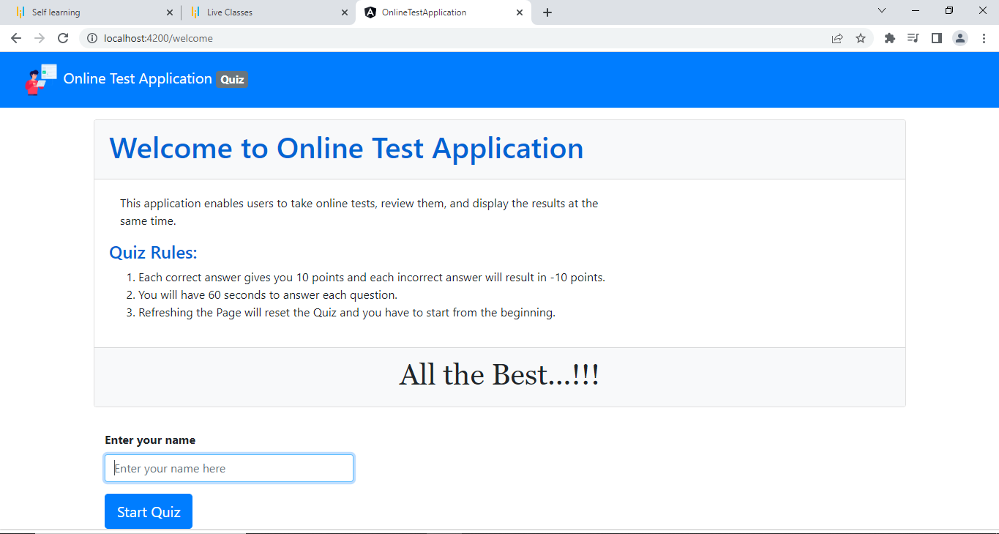 Self learning
Live Classes
OnlineTestApplication
localhost:4200/welcome
Online Test Application Quiz
Welcome to Online Test Application
This application enables users to take online tests, review them, and display the results at the
same time.
Quiz Rules:
1. Each correct answer gives you 10 points and each incorrect answer will result in -10 points.
2. You will have 60 seconds to answer each question.
3. Refreshing the Page will reset the Quiz and you have to start from the beginning.
All the Best...!!!
Enter your name
Enter your name here
Start Quiz